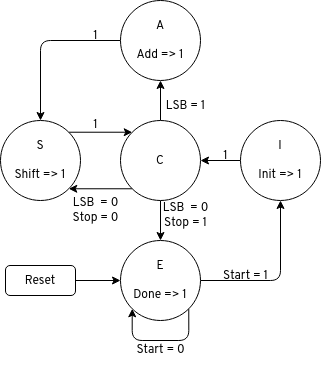 A
Add => 1
1
LSB = 1
S
Shift => 1
1
C
1
I
Init => 1
LSB = 0
Stop = 0
LSB = 0
Stop = 1
E
Done => 1
Reset
Start = 1
Start = 0